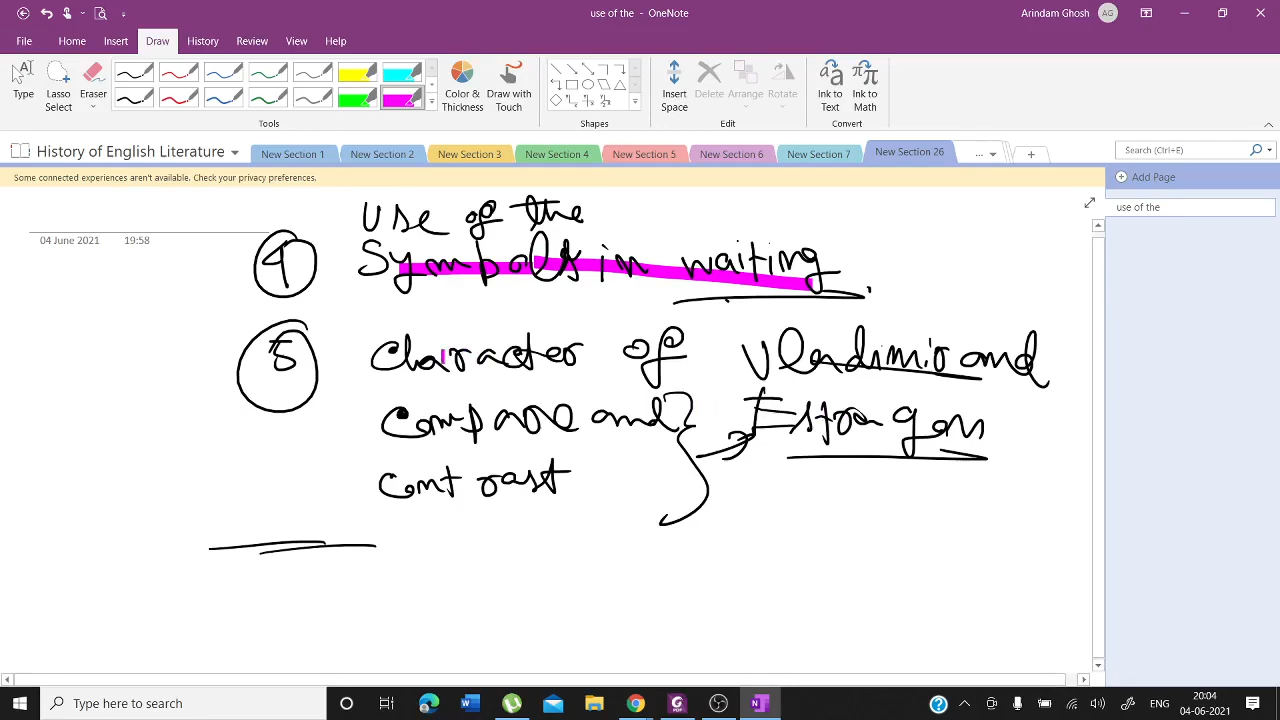 use of the - OneNote
Arindam Ghosh AG
File Home Insert Draw History Review View Help
Type Lasso Select Eraser Color & Thickness Draw with Touch Insert Space Delete Arrange Rotate Ink to Text Ink to Math
Tools Shapes Edit Convert
History of English Literature New Section 1 New Section 2 New Section 3 New Section 4 New Section 5 New Section 6 New Section 7 New Section 26 ... Search (Ctrl+E)
Some connected experiences aren't available. Check your privacy preferences.
Add Page
use of the
04 June 2021 19:58
Use of the
4 Symbols in waiting
5 Character of Vladimir and
Compare and Estragon
contrast
Type here to search
ENG 20:04
04-06-2021